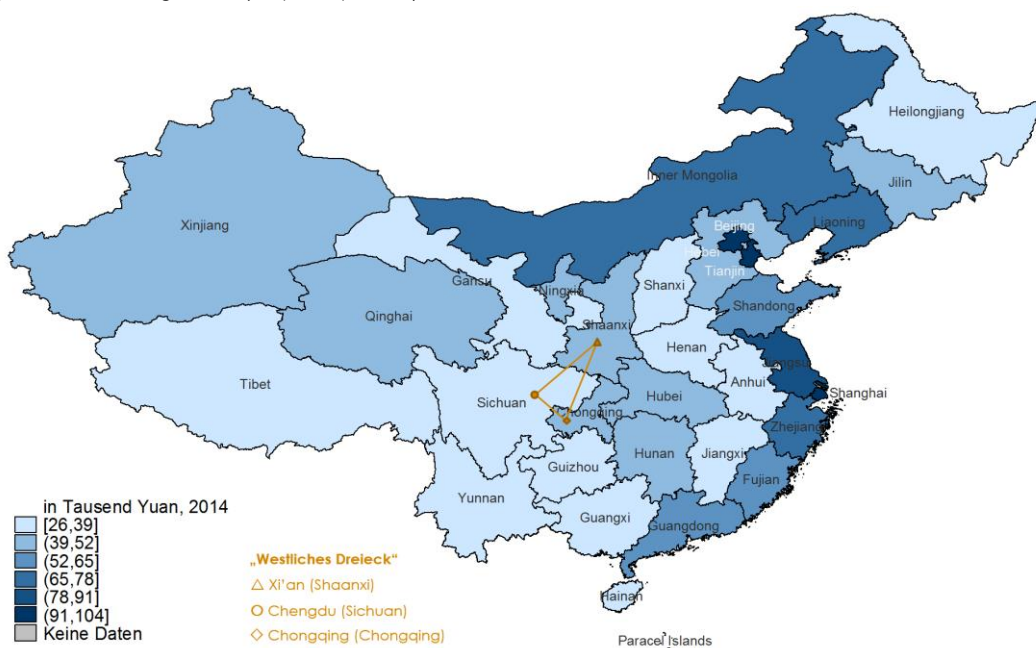 Heilongjiang
Jilin
Inner Mongolia
Liaoning
Beijing
Hebei
Tianjin
Xinjiang
Gansu
Ningxia
Shanxi
Shandong
Qinghai
Shaanxi
Henan
Jiangsu
Tibet
Anhui
Shanghai
Sichuan
Hubei
Chongqing
Zhejiang
Guizhou
Hunan
Jiangxi
Fujian
Yunnan
Guangxi
Guangdong
Hainan
Paracel Islands
in Tausend Yuan, 2014
[26,39]
(39,52]
(52,65]
(65,78]
(78,91]
(91,104]
Keine Daten
„Westliches Dreieck“
Xi'an (Shaanxi)
Chengdu (Sichuan)
Chongqing (Chongqing)